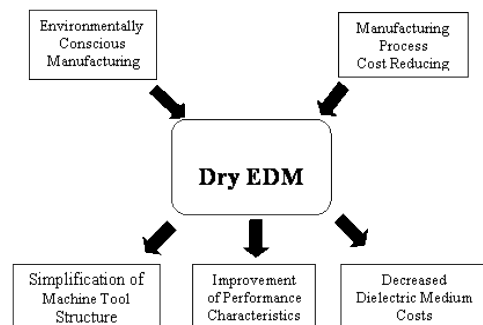 Environmentally
Conscious
Manufacturing
Manufacturing
Process
Cost Reducing
Dry EDM
Simplification of
Machine Tool
Structure
Improvement
of Performance
Characteristics
Decreased
Dielectric Medium
Costs